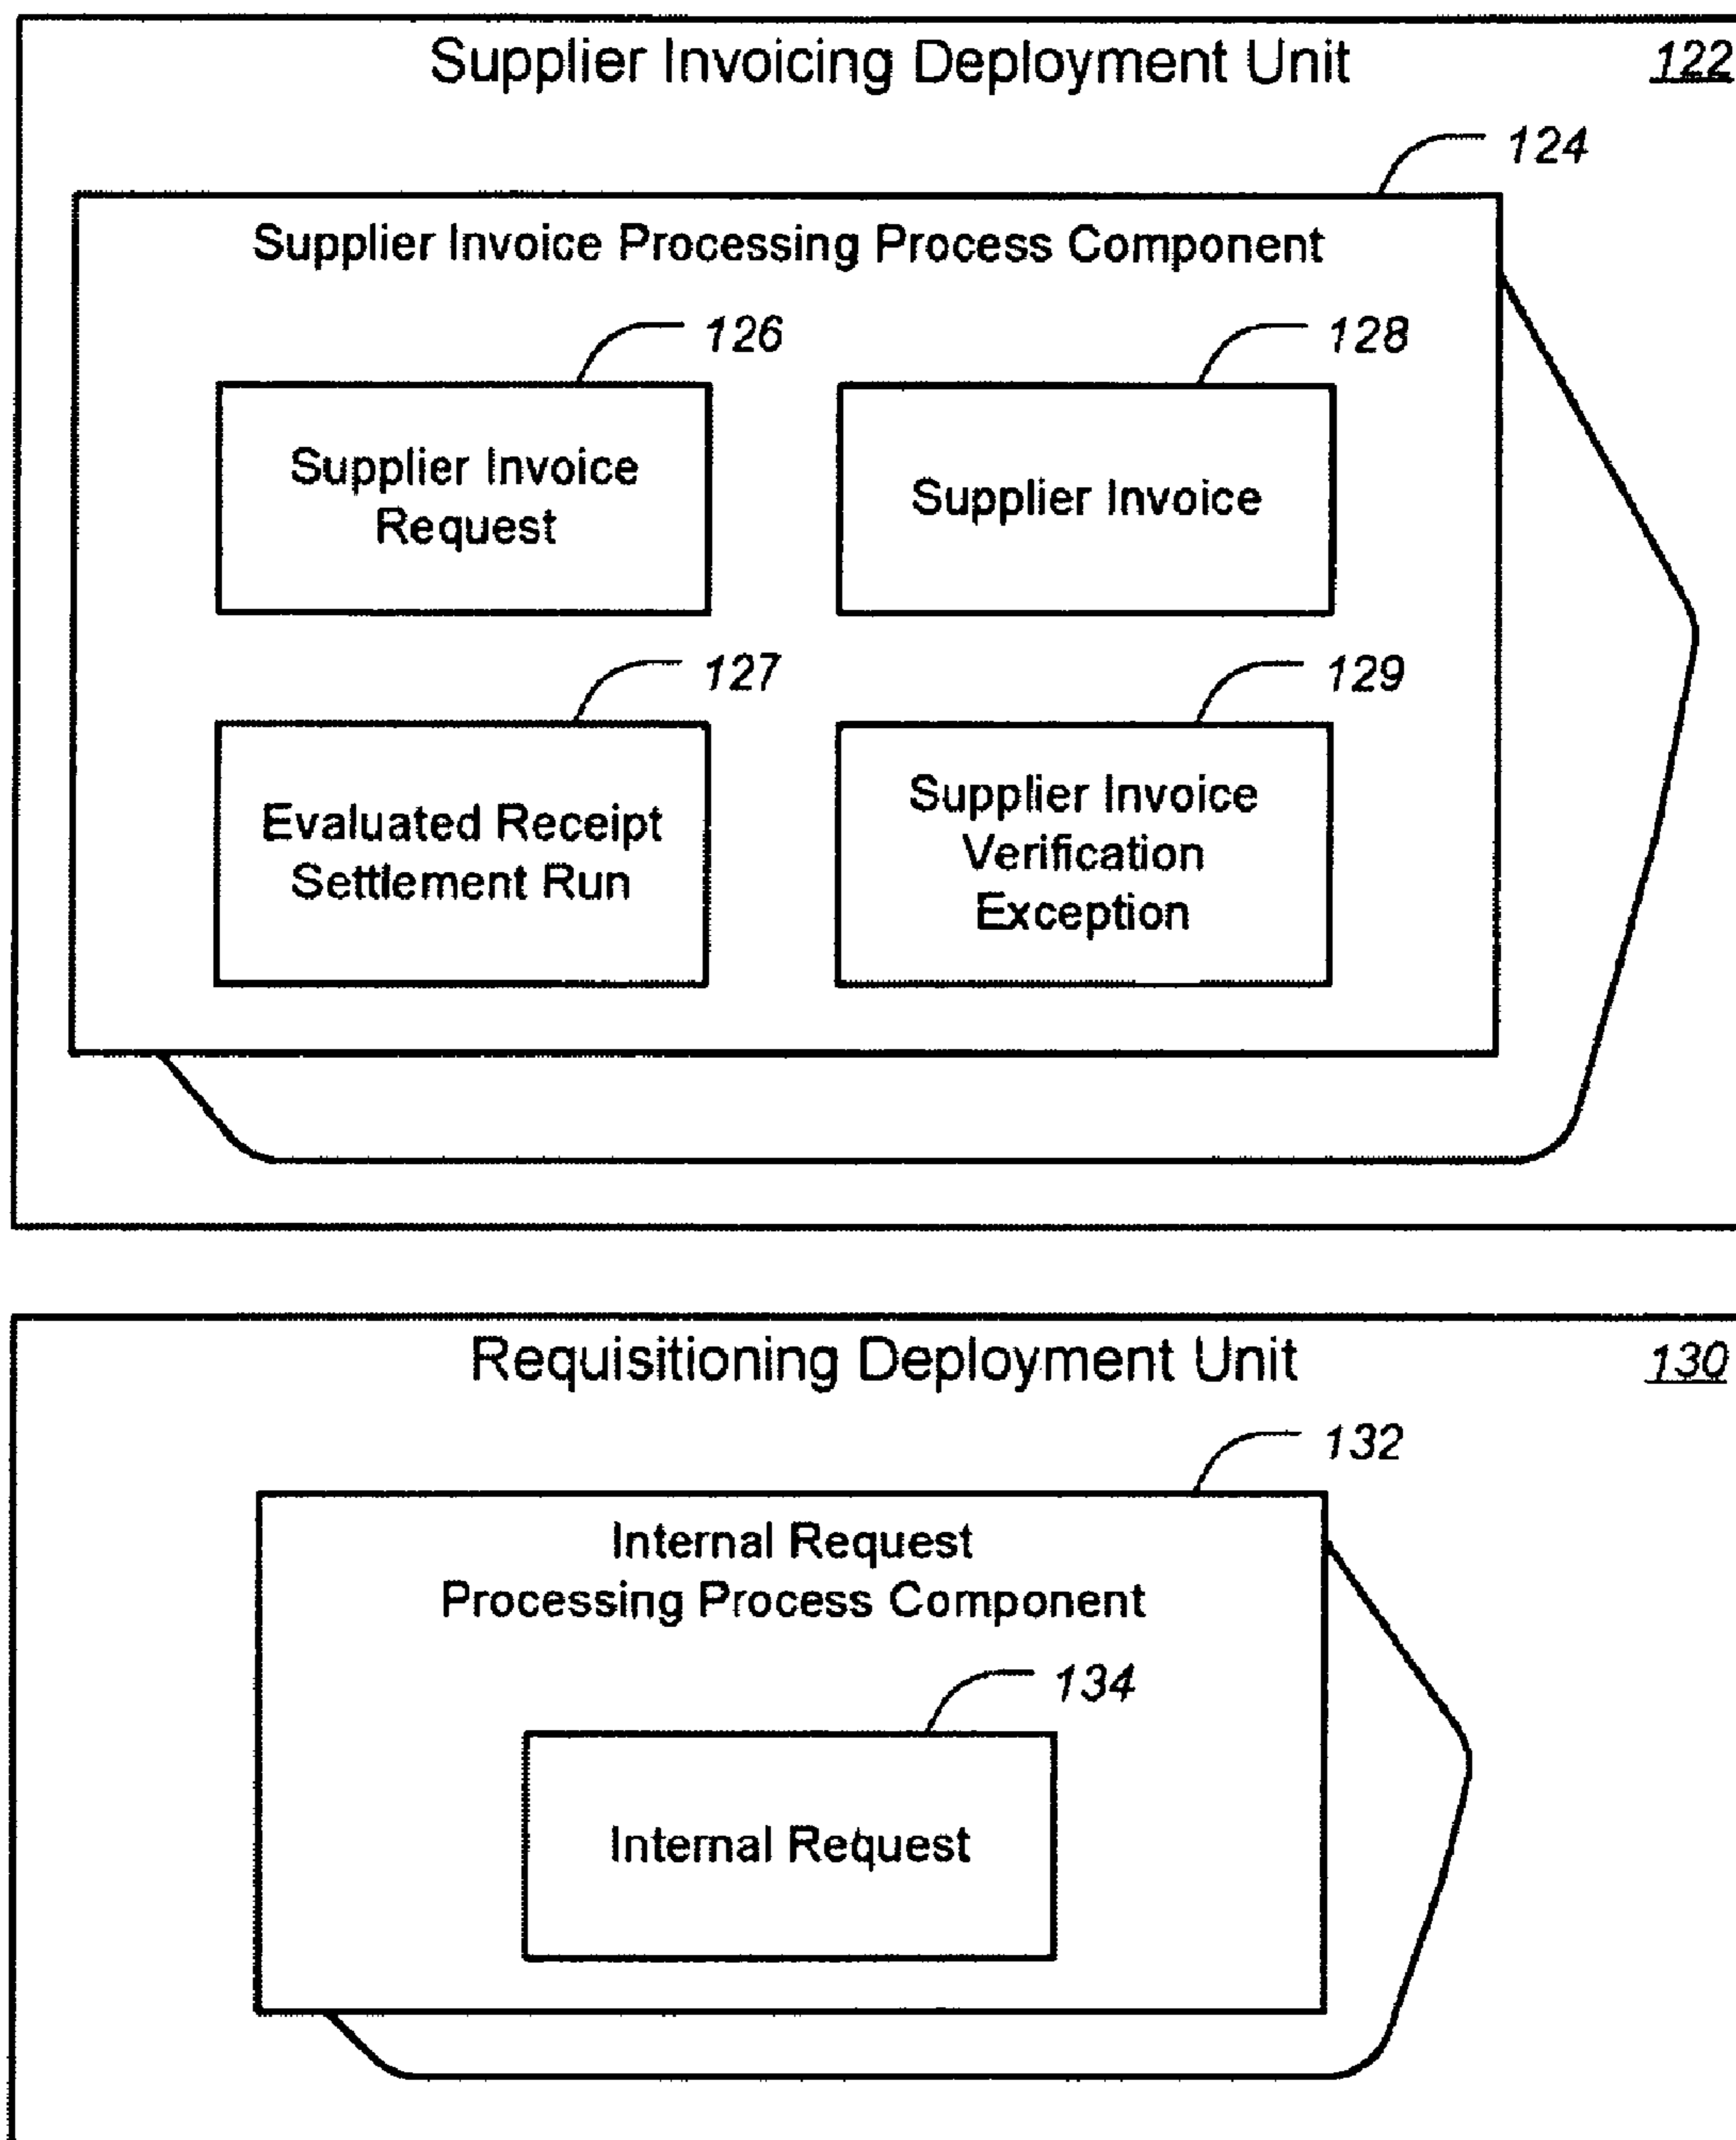 Supplier Invoicing Deployment Unit 122
124
Supplier Invoice Processing Process Component
126
128
Supplier Invoice
Request
Supplier Invoice
127
129
Evaluated Receipt
Settlement Run
Supplier Invoice
Verification
Exception
Requisitioning Deployment Unit 130
132
Internal Request
Processing Process Component
134
Internal Request